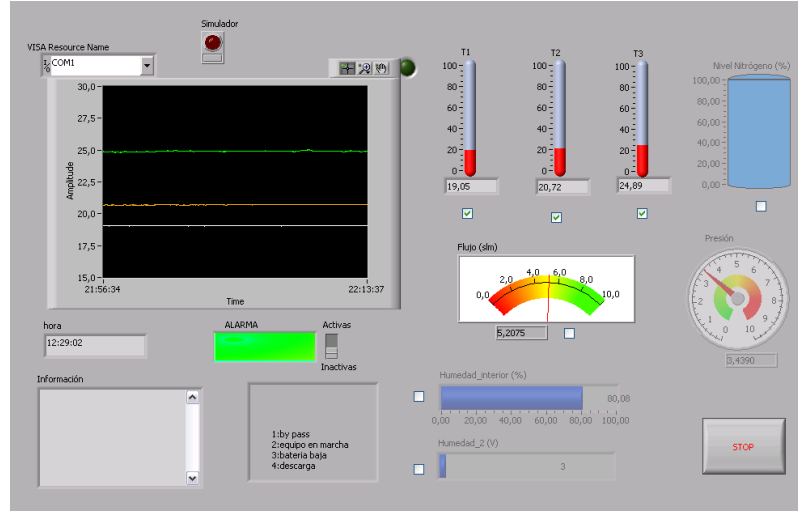 Simulador
VISA Resource Name
COM1
30,0
27,5
25,0
22,5
20,0
17,5
15,0
Amplitude
21:56:34
22:13:37
Time
T1
100
80
60
40
20
0
19,05
T2
100
80
60
40
20
0
20,72
T3
100
80
60
40
20
0
24,89
Nivel Nitrógeno (%)
100,00
80,00
60,00
40,00
20,00
0,00
Flujo (slm)
0,0
2,0
4,0
6,0
8,0
10,0
5,2075
Presión
0
1
2
3
4
5
6
7
8
9
10
3,4390
hora
12:29:02
ALARMA
Activas
Inactivas
Información
1:by pass
2:equipo en marcha
3:bateria baja
4:descarga
Humedad_interior (%)
80,08
0,00 20,00 40,00 60,00 80,00 100,00
Humedad_2 (V)
3
STOP